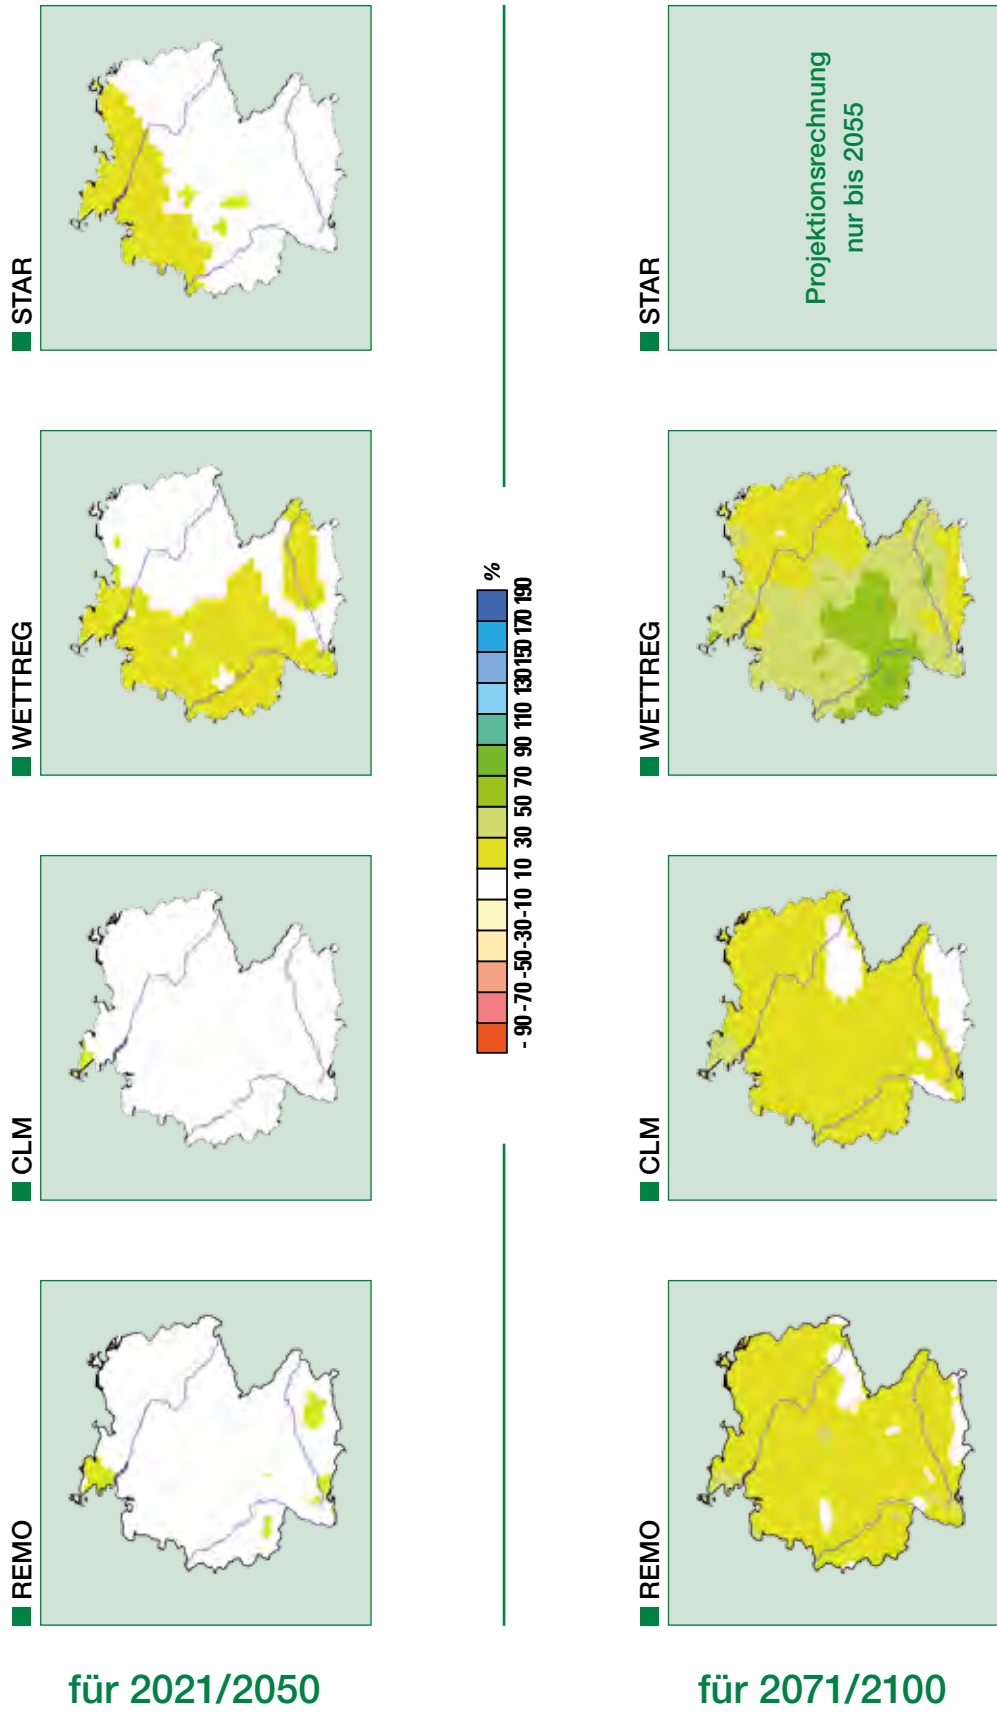 STAR
WETTREG
CLM
REMO
für 2021/2050
%
- 90 -70 -50 -30 -10 10 30 50 70 90 110 130 150 170 190
STAR
Projektionsrechnung
nur bis 2055
WETTREG
CLM
REMO
für 2071/2100